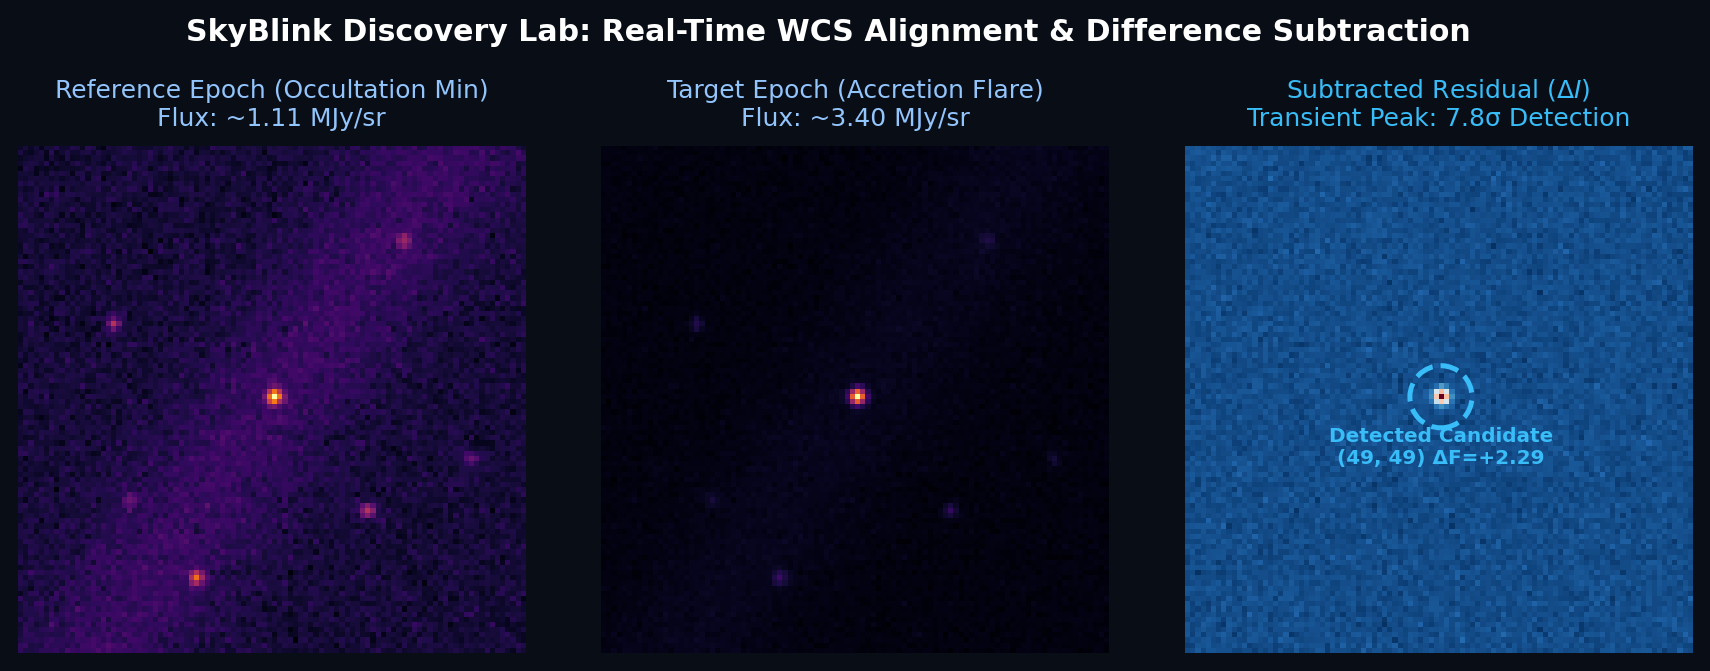 SkyBlink Discovery Lab: Real-Time WCS Alignment & Difference Subtraction
Reference Epoch (Occultation Min)
Flux: ~1.11 MJy/sr
Target Epoch (Accretion Flare)
Flux: ~3.40 MJy/sr
Subtracted Residual (ΔI)
Transient Peak: 7.8σ Detection
Detected Candidate
(49, 49) ΔF=+2.29